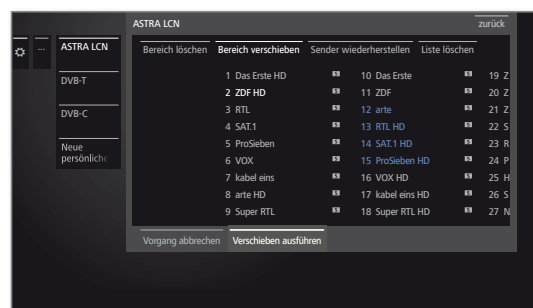 ASTRA LCN zurück
... ASTRA LCN Bereich löschen Bereich verschieben Sender wiederherstellen Liste löschen
1 Das Erste HD S 10 Das Erste S 19 Z
DVB-T 2 ZDF HD S 11 ZDF S 20 Z
3 RTL S 12 arte S 21 Z
DVB-C 4 SAT.1 S 13 RTL HD S 22 S
5 ProSieben S 14 SAT.1 HD S 23 R
Neue persönliche 6 VOX S 15 ProSieben HD S 24 P
7 kabel eins S 16 VOX HD S 25 H
8 arte HD S 17 kabel eins HD S 26 S
9 Super RTL S 18 Super RTL HD S 27 N
Vorgang abbrechen Verschieben ausführen